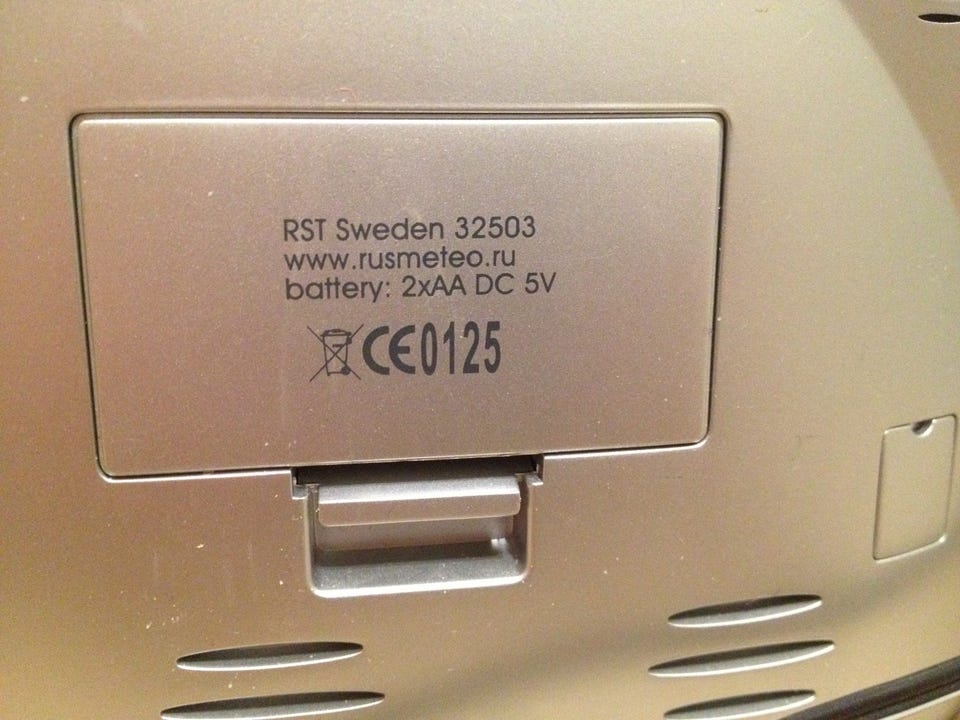 RST Sweden 32503
www.rusmeteo.ru
battery: 2xAA DC 5V
CE0125